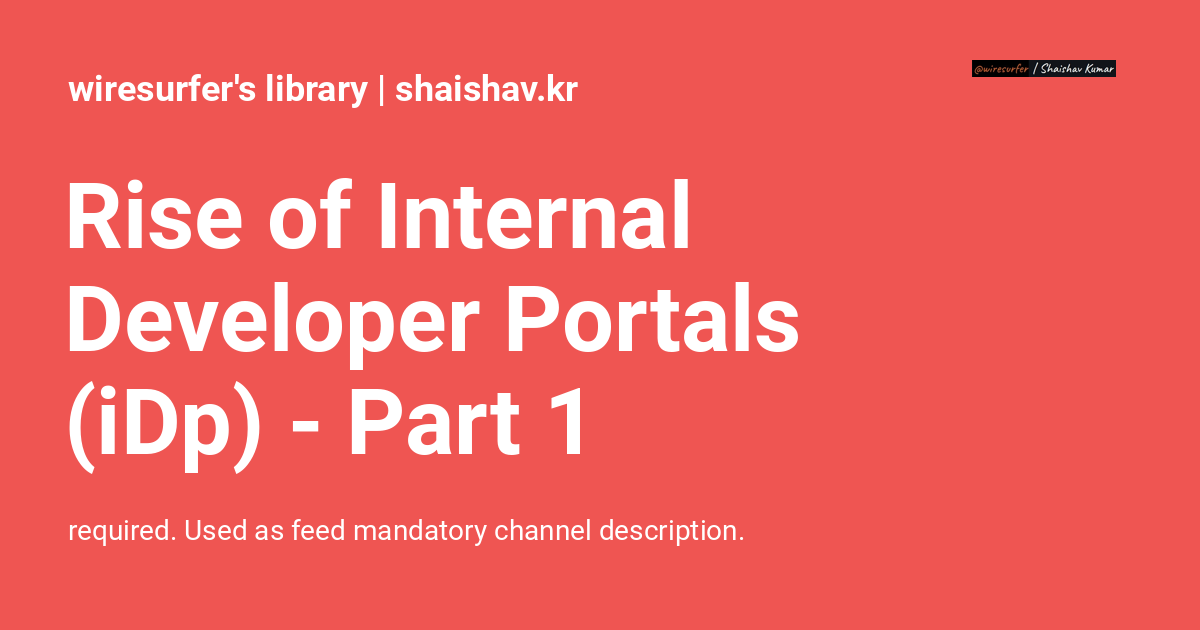 wiresurfer's library | shaishav.kr
@wiresurfer / Shaishav Kumar
Rise of Internal
Developer Portals
(iDp) - Part 1
required. Used as feed mandatory channel description.